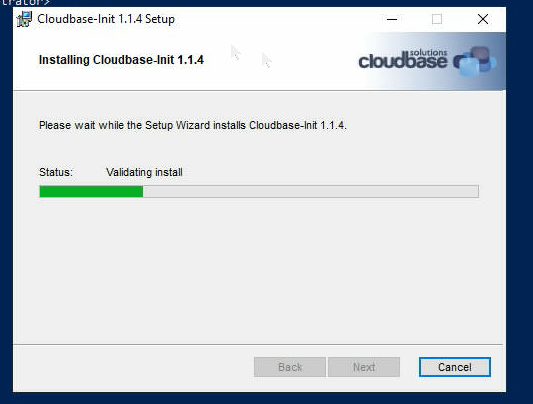 trator>
Cloudbase-Init 1.1.4 Setup
Installing Cloudbase-Init 1.1.4
cloudbase solutions
Please wait while the Setup Wizard installs Cloudbase-Init 1.1.4.
Status: Validating install
Back Next Cancel